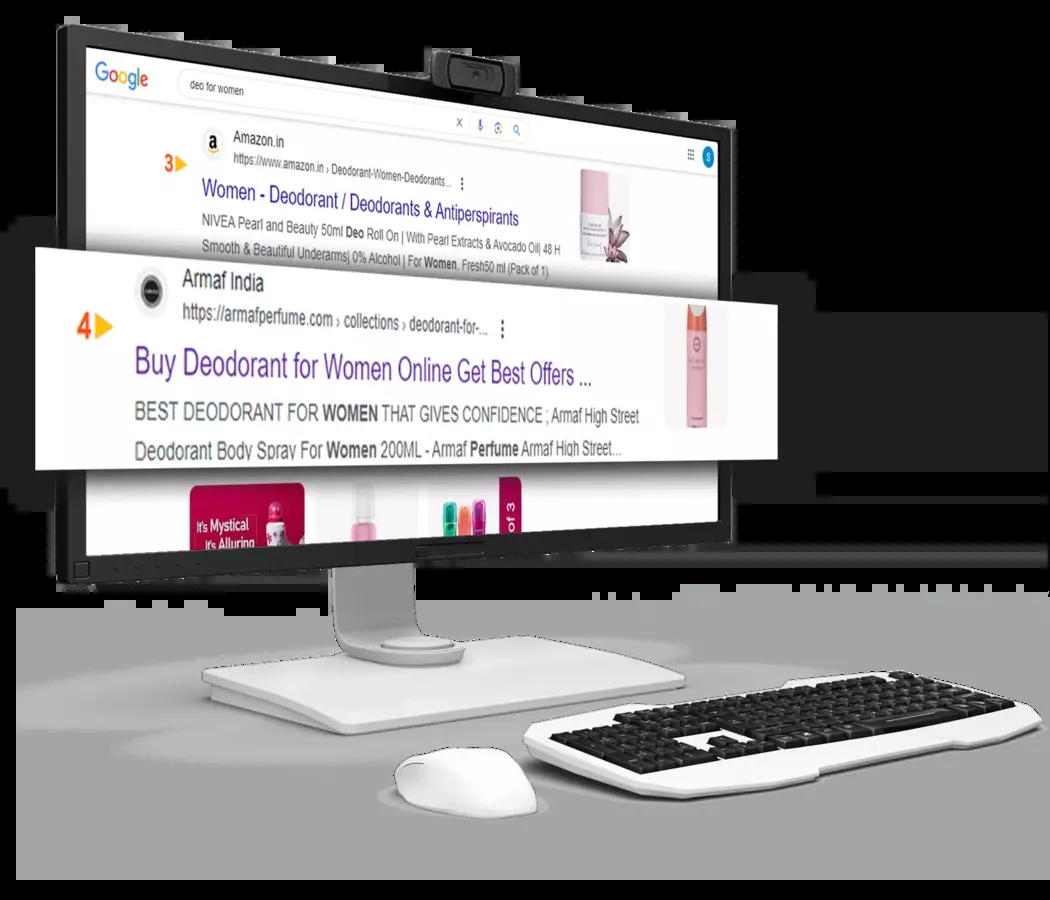 Google
deo for women
S
3
a
Amazon.in
https://www.amazon.in › Deodorant-Women-Deodorants...
Women - Deodorant / Deodorants & Antiperspirants
NIVEA Pearl and Beauty 50ml Deo Roll On | With Pearl Extracts & Avocado Oil| 48 H
Smooth & Beautiful Underarms| 0% Alcohol | For Women, Fresh50 ml (Pack of 1)
4
Armaf India
https://armafperfume.com › collections › deodorant-for-...
Buy Deodorant for Women Online Get Best Offers ...
BEST DEODORANT FOR WOMEN THAT GIVES CONFIDENCE ; Armaf High Street
Deodorant Body Spray For Women 200ML - Armaf Perfume Armaf High Street...
It's Mystical
It's Alluring
of 3